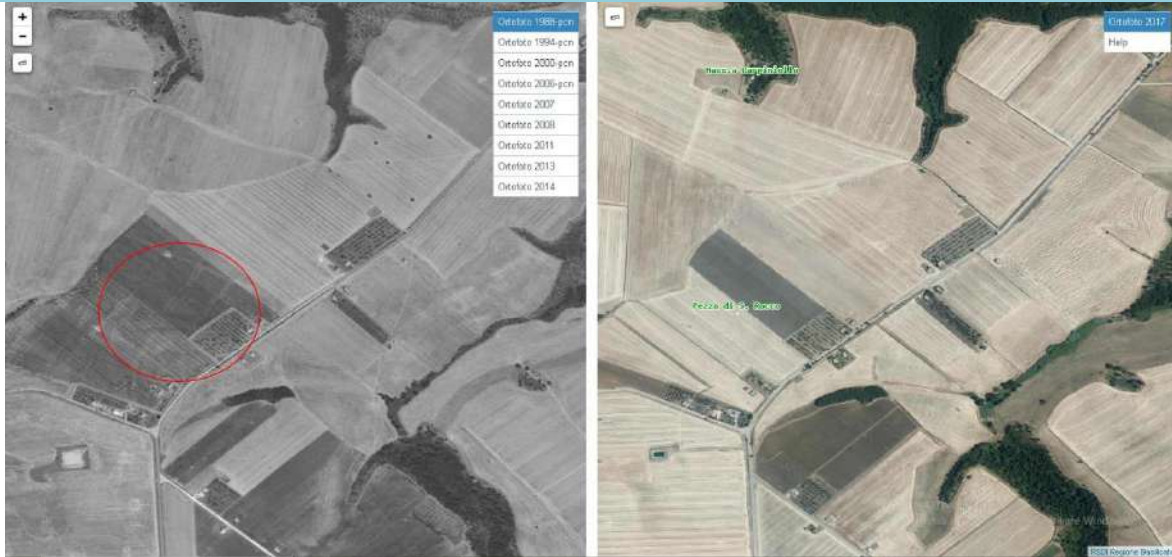 +
−
Ortofoto 1988-pcn
Ortofoto 1994-pcn
Ortofoto 2000-pcn
Ortofoto 2006-pcn
Ortofoto 2007
Ortofoto 2008
Ortofoto 2011
Ortofoto 2013
Ortofoto 2014
Ortofoto 2017
Help
Pezzo di S. Rocco
RSDI Regione Basilicata